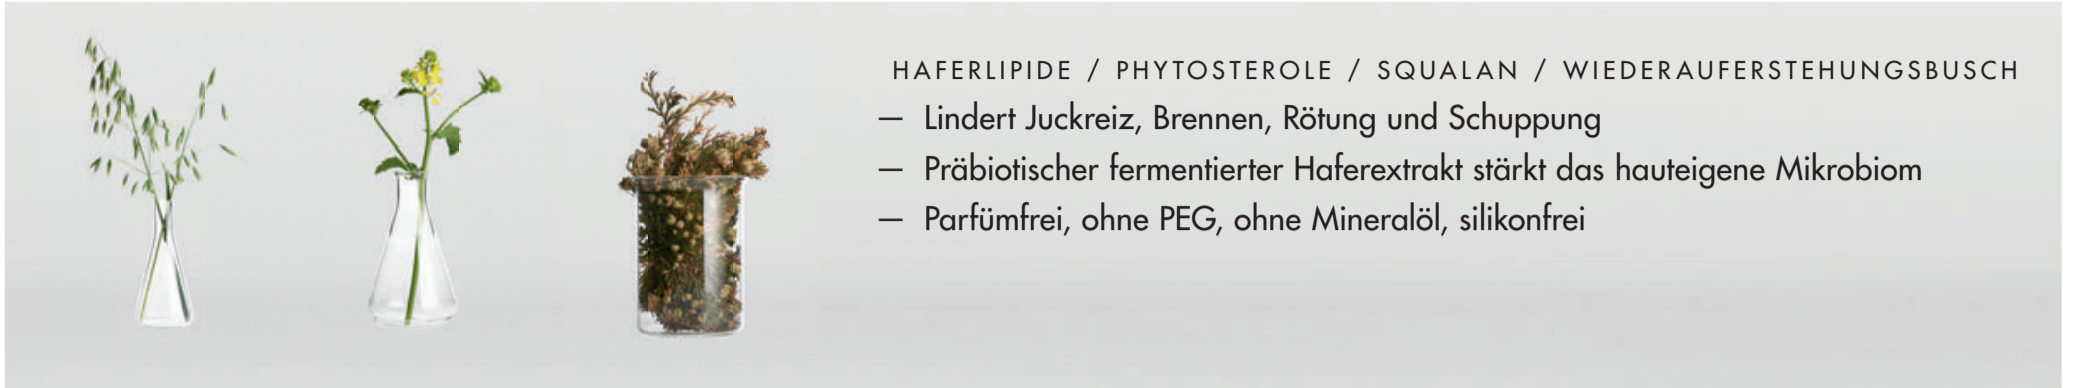 HAFERLIPIDE / PHYTOSTEROLE / SQUALAN / WIEDERAUFERSTEHUNGSBUSCH
— Lindert Juckreiz, Brennen, Rötung und Schuppung
— Präbiotischer fermentierter Haferextrakt stärkt das hauteigene Mikrobiom
— Parfümfrei, ohne PEG, ohne Mineralöl, silikonfrei